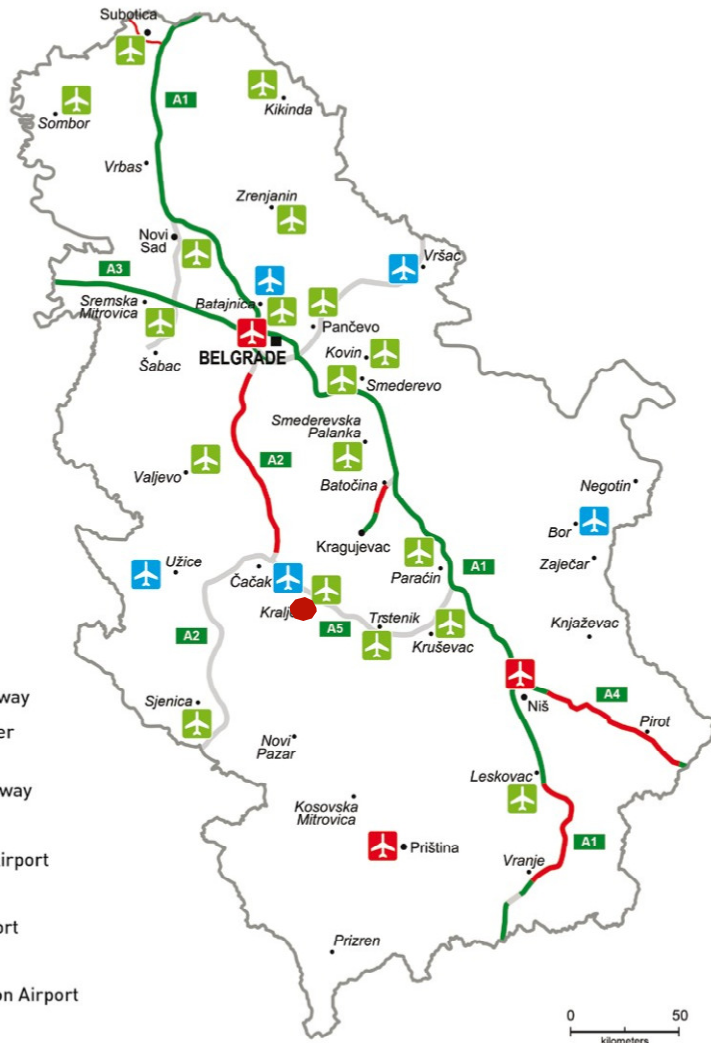 Subotica
A1
Kikinda
Sombor
Vrbas
Zrenjanin
Novi
Sad
Vršac
A3
Sremska
Mitrovica
Batajnica
Pančevo
BELGRADE
Kovin
Šabac
Smederevo
Smederevska
Palanka
A2
Valjevo
Batočina
Negotin
Bor
Kragujevac
Zaječar
Užice
Čačak
Paraćin
A1
Kralj
A5
Trstenik
Kruševac
Knjaževac
A2
Sjenica
Niš
A4
Pirot
Novi
Pazar
Leskovac
Kosovska
Mitrovica
Priština
A1
Vranje
Prizren
way
er
way
irport
ort
on Airport
0 50
kilometers